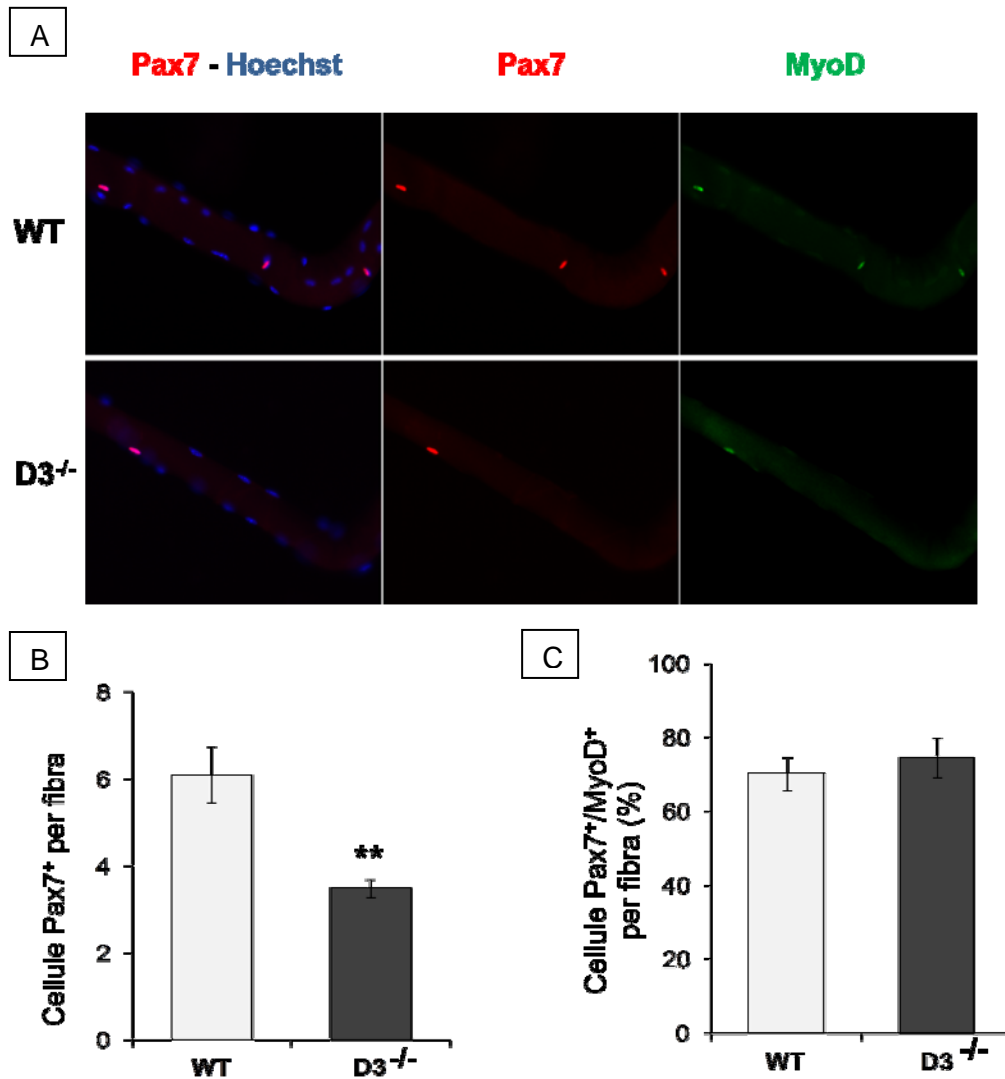 A
Pax7 - Hoechst
Pax7
MyoD
WT
D3-/-
B
8
6
4
2
0
Cellule Pax7+ per fibra
**
WT
D3-/-
C
100
80
60
40
20
0
Cellule Pax7+/MyoD+
per fibra (%)
WT
D3 -/-